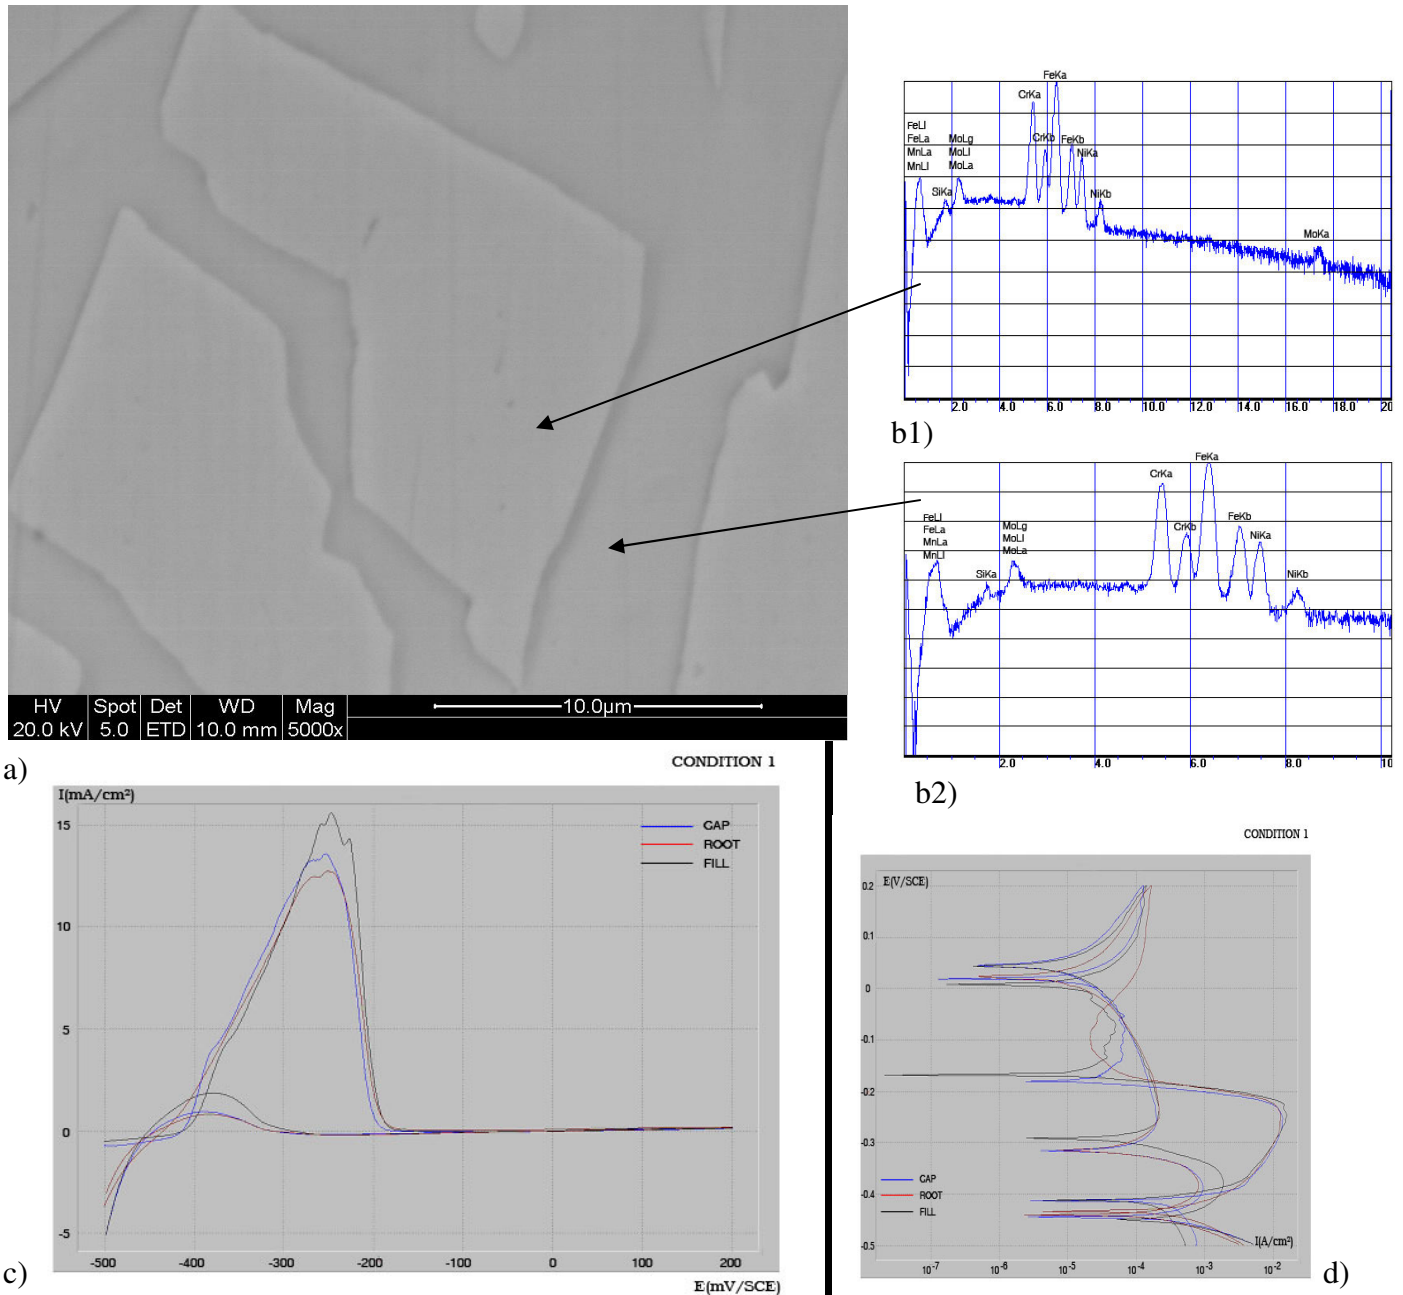 HV Spot Det WD Mag
20.0 kV 5.0 ETD 10.0 mm 5000x
10.0µm
a)
FeKa
CrKa
CrKb FeKb
NiKa
NiKb
FeLl
FeLa
MnLa
MnLl
MoLg
MoLl
MoLa
SiKa
MoKa
2.0 4.0 6.0 8.0 10.0 12.0 14.0 16.0 18.0 20
b1)
FeKa
CrKa
CrKb
FeKb
NiKa
NiKb
FeLl
FeLa
MnLa
MnLl
MoLg
MoLl
MoLa
SiKa
2.0 4.0 6.0 8.0 10
b2)
CONDITION 1
I(mA/cm²)
CAP
ROOT
FILL
15
10
5
0
-5
-500 -400 -300 -200 -100 0 100 200
E(mV/SCE)
c)
CONDITION 1
E(V/SCE)
0.2
0.1
0
-0.1
-0.2
-0.3
-0.4
-0.5
CAP
ROOT
FILL
I(A/cm²)
10⁻⁷ 10⁻⁶ 10⁻⁵ 10⁻⁴ 10⁻³ 10⁻²
d)